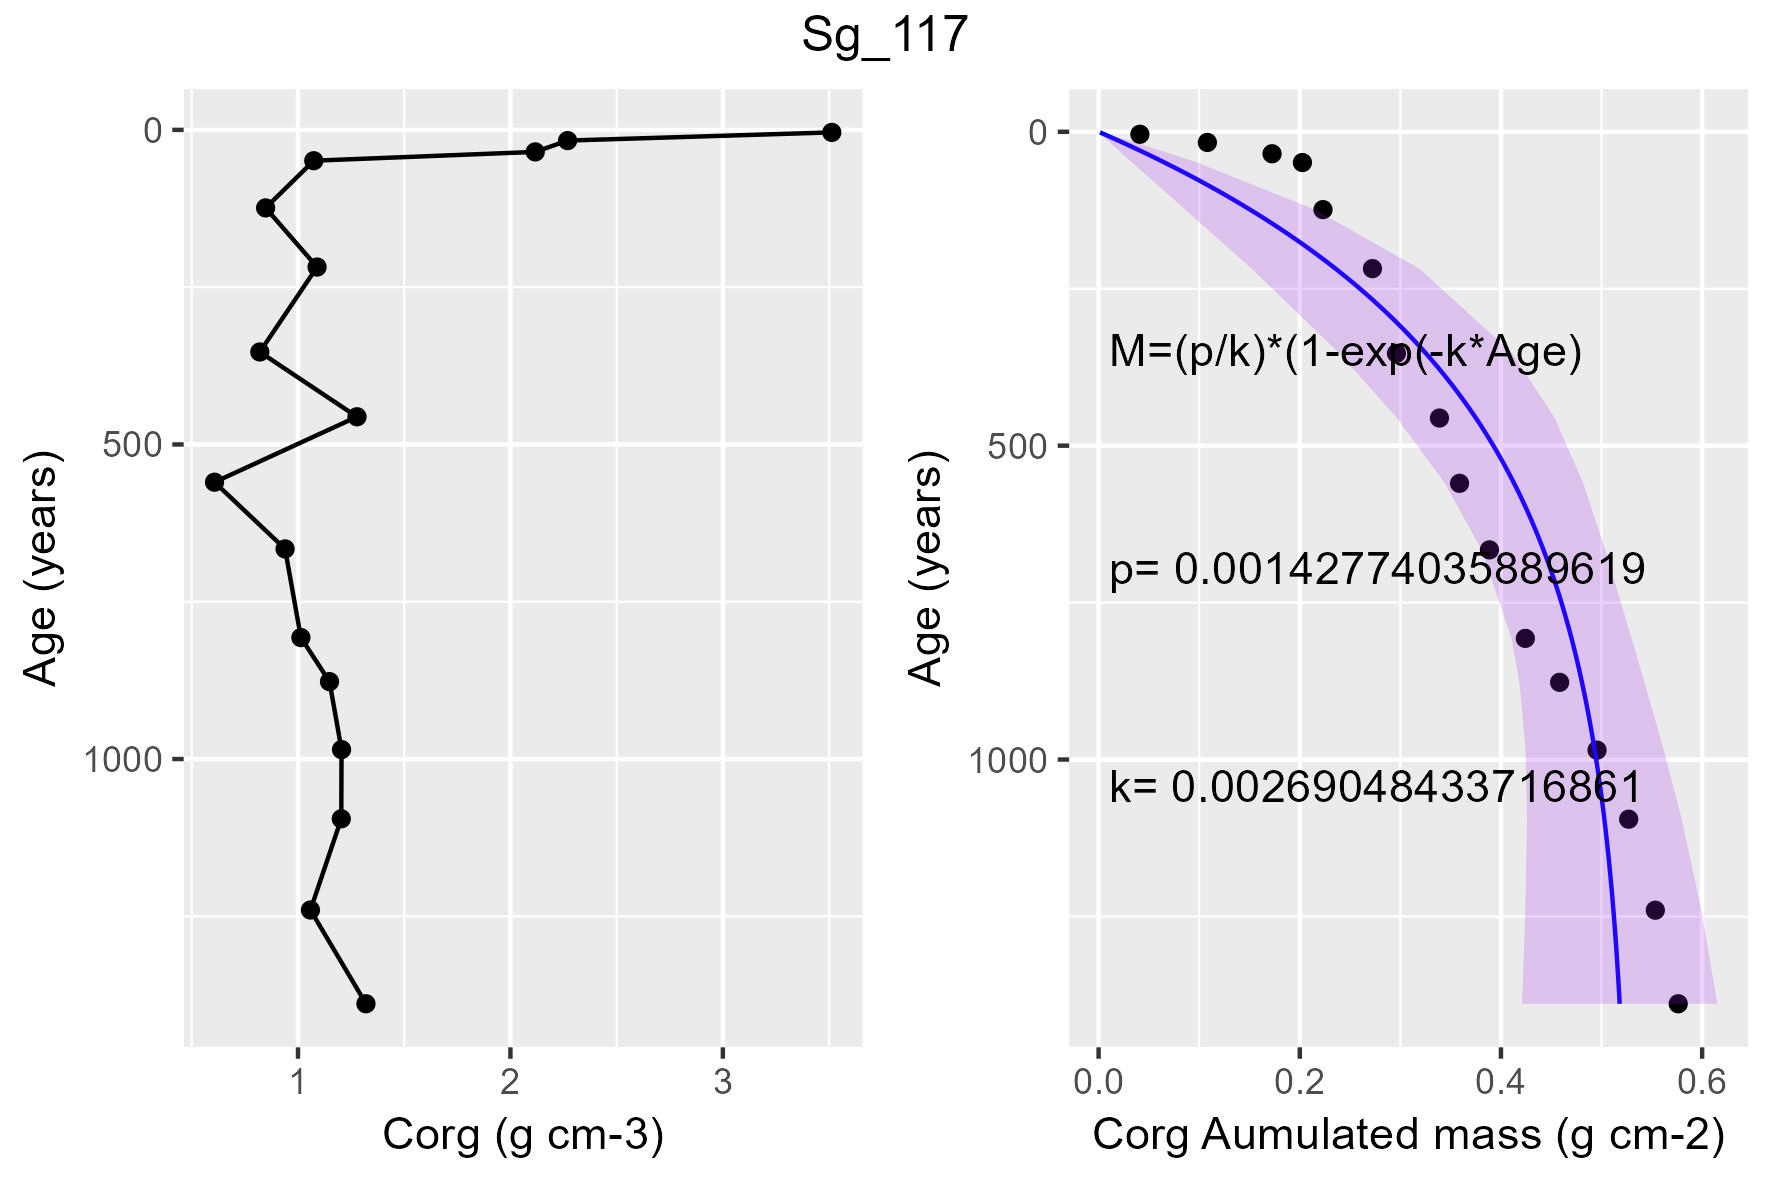 Sg_117
0
500
1000
Age (years)
1
2
3
Corg (g cm-3)
0
500
1000
Age (years)
M=(p/k)*(1-exp(-k*Age)
p= 0.00142774035889619
k= 0.00269048433716861
0.0
0.2
0.4
0.6
Corg Aumulated mass (g cm-2)